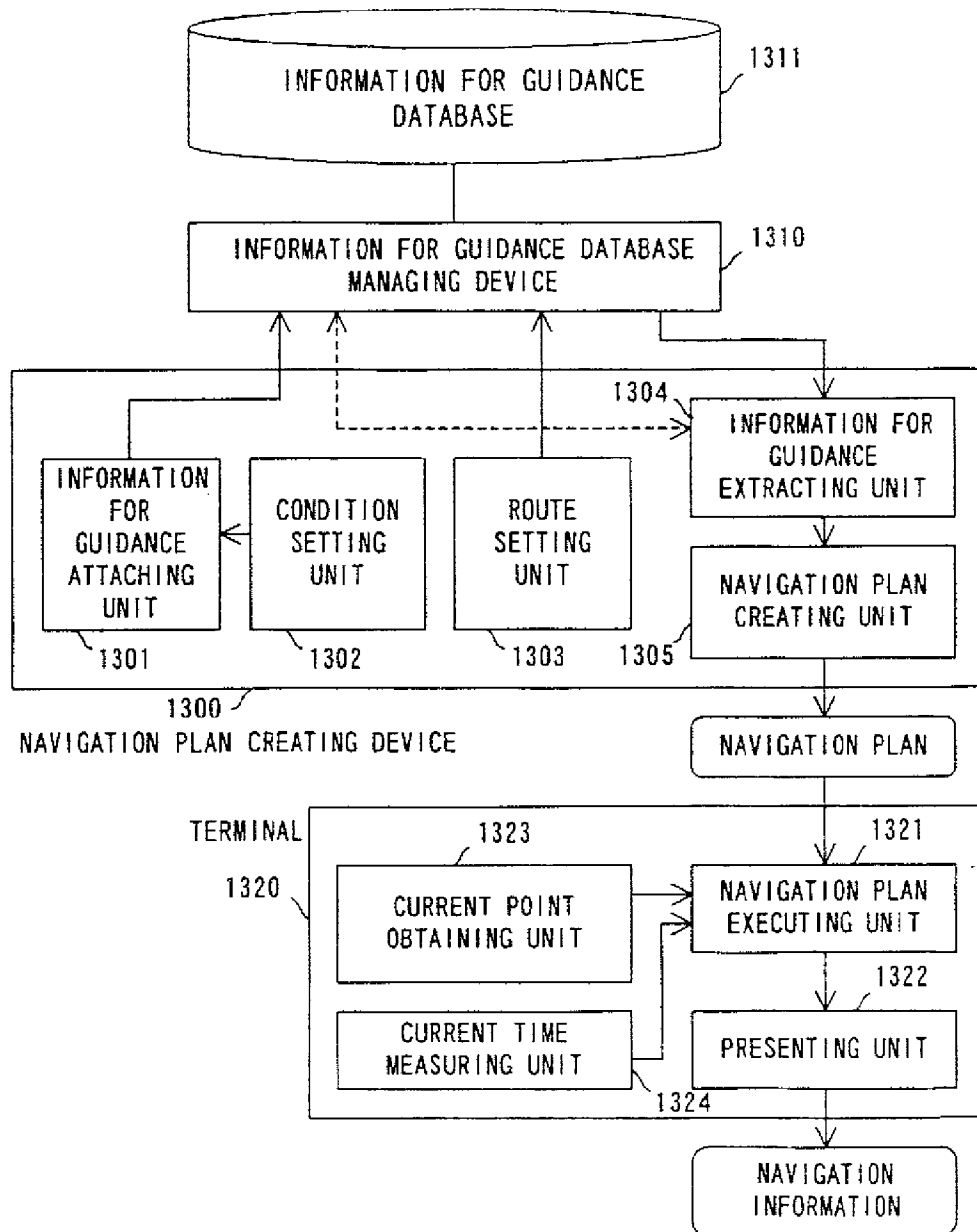 INFORMATION FOR GUIDANCE
DATABASE
1311
INFORMATION FOR GUIDANCE DATABASE
MANAGING DEVICE
1310
1304
INFORMATION FOR
GUIDANCE
EXTRACTING UNIT
INFORMATION
FOR
GUIDANCE
ATTACHING
UNIT
1301
CONDITION
SETTING
UNIT
1302
ROUTE
SETTING
UNIT
1303
NAVIGATION PLAN
CREATING UNIT
1305
1300
NAVIGATION PLAN CREATING DEVICE
NAVIGATION PLAN
TERMINAL
1320
1323
CURRENT POINT
OBTAINING UNIT
1321
NAVIGATION PLAN
EXECUTING UNIT
CURRENT TIME
MEASURING UNIT
1324
1322
PRESENTING UNIT
NAVIGATION
INFORMATION